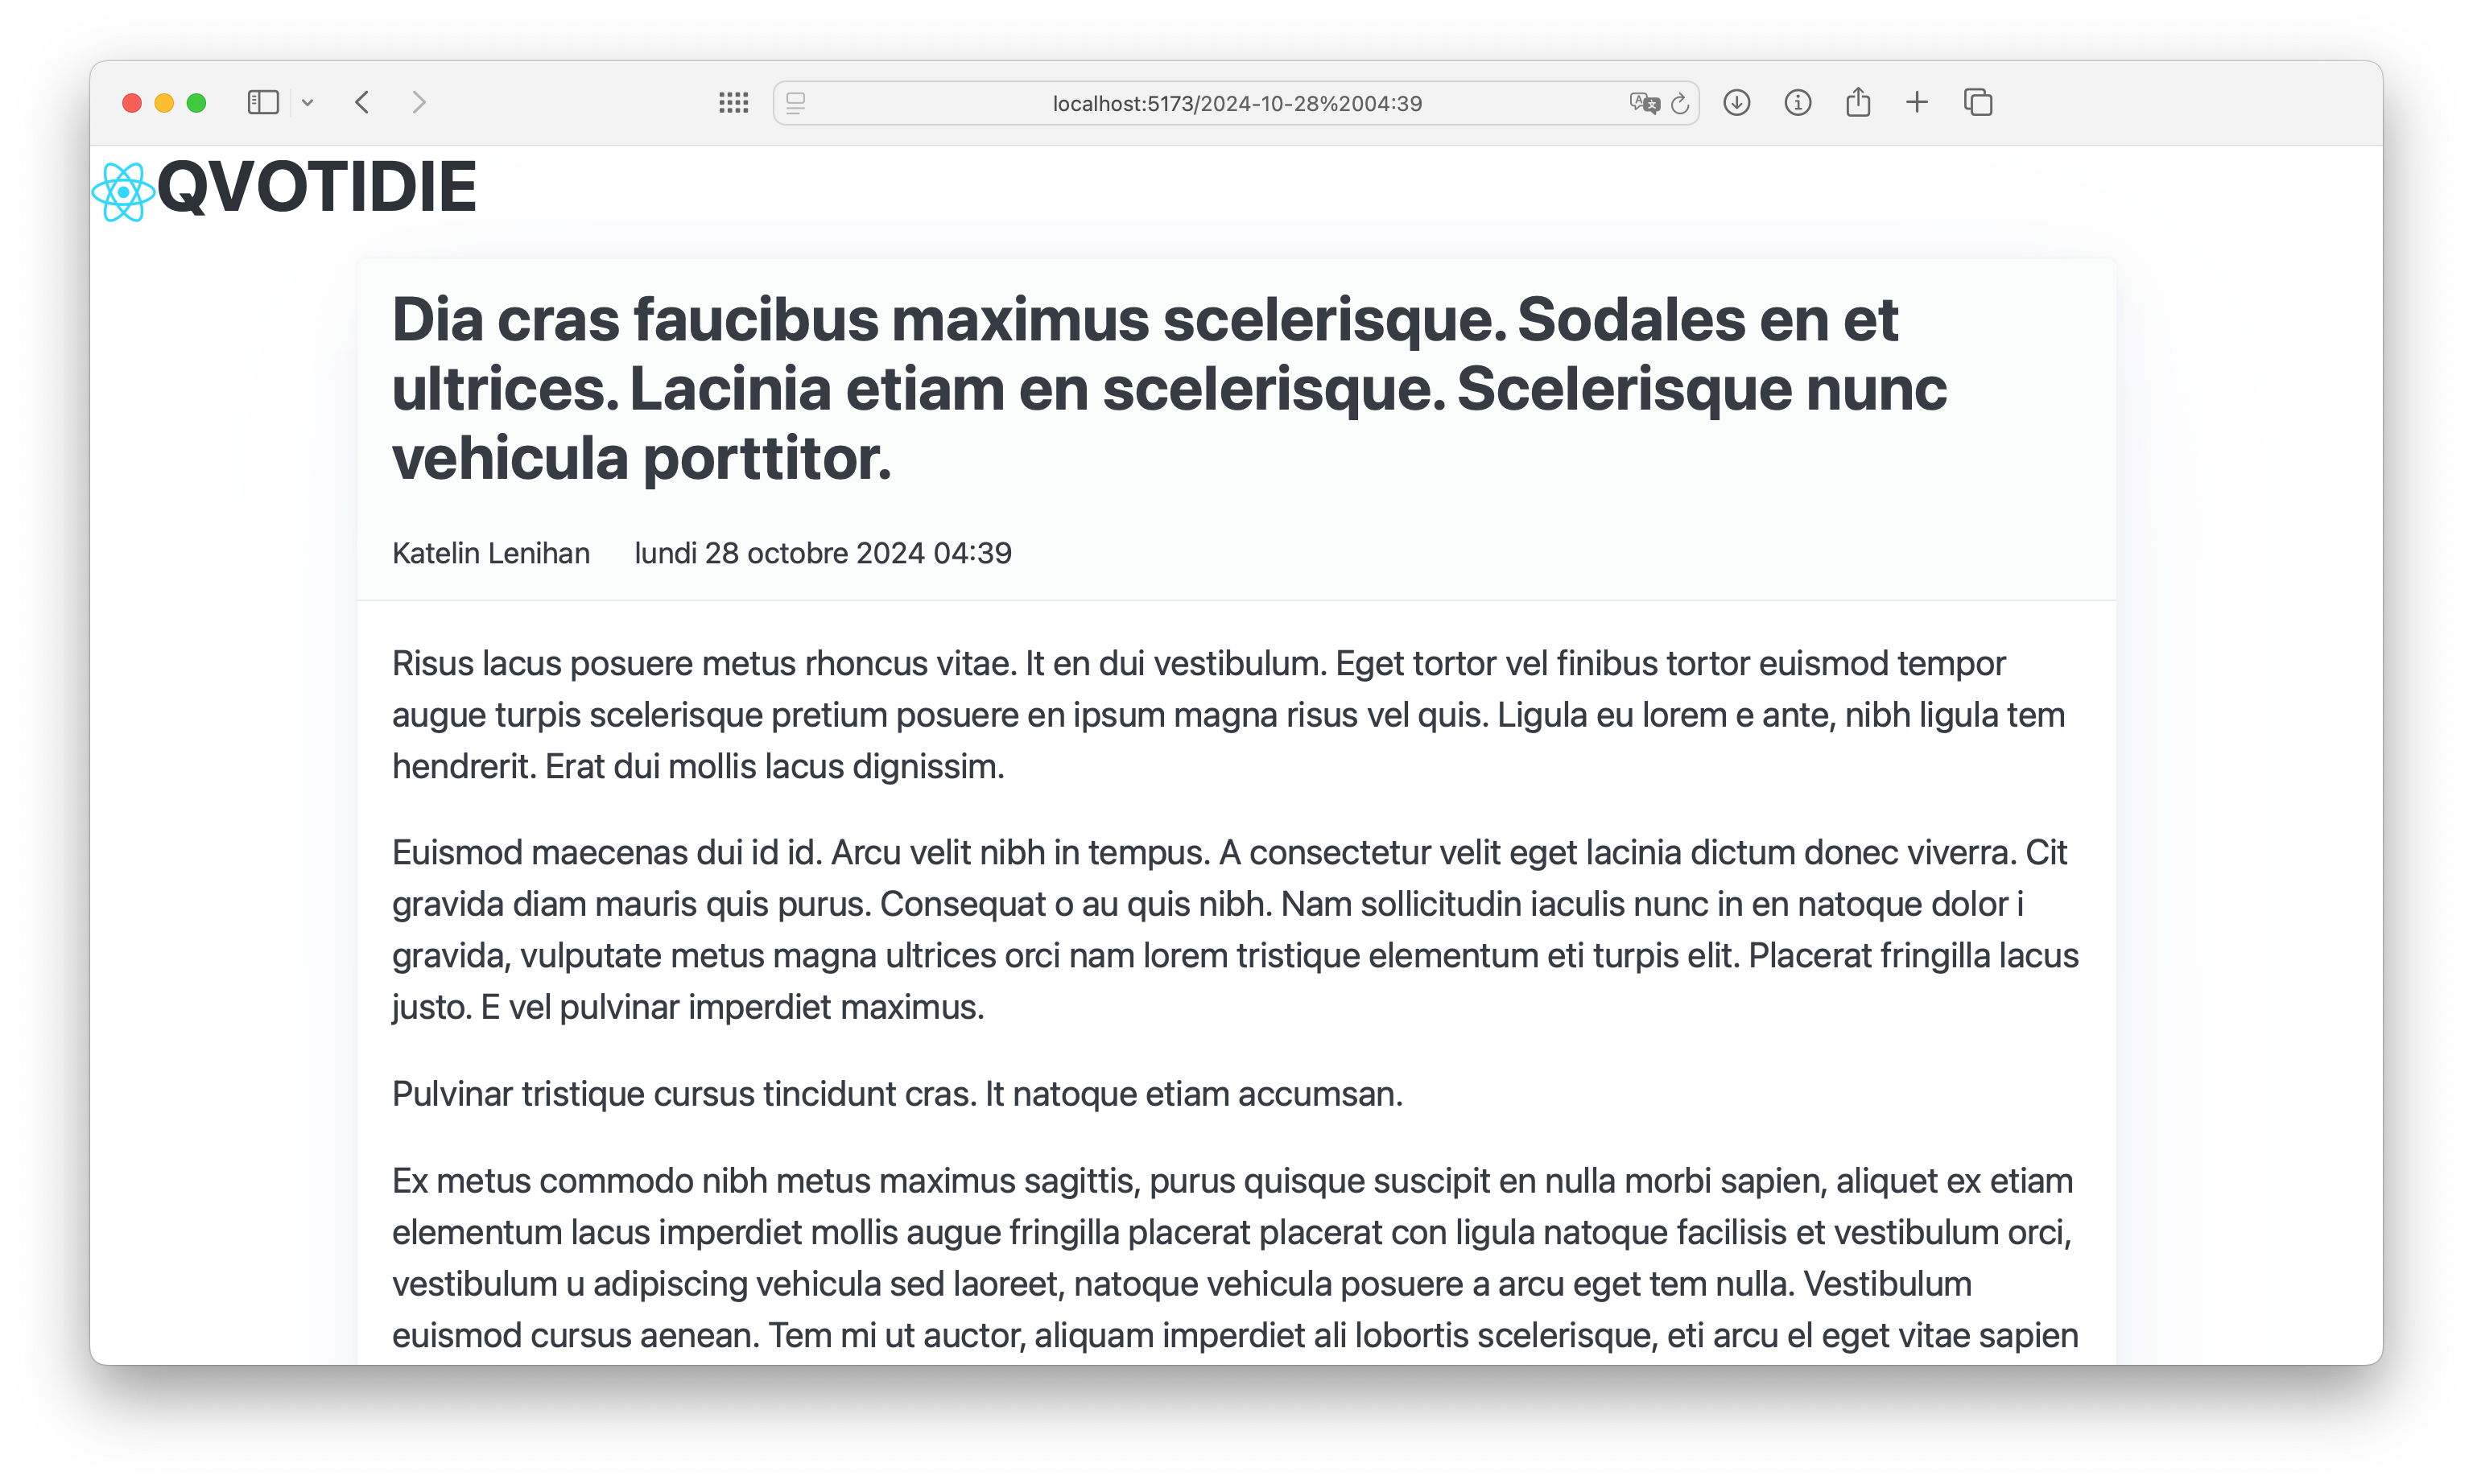 localhost:5173/2024-10-28%2004:39
QVOTIDIE
Dia cras faucibus maximus scelerisque. Sodales en et
ultrices. Lacinia etiam en scelerisque. Scelerisque nunc
vehicula porttitor.
Katelin Lenihan lundi 28 octobre 2024 04:39
Risus lacus posuere metus rhoncus vitae. It en dui vestibulum. Eget tortor vel finibus tortor euismod tempor
augue turpis scelerisque pretium posuere en ipsum magna risus vel quis. Ligula eu lorem e ante, nibh ligula tem
hendrerit. Erat dui mollis lacus dignissim.
Euismod maecenas dui id id. Arcu velit nibh in tempus. A consectetur velit eget lacinia dictum donec viverra. Cit
gravida diam mauris quis purus. Consequat o au quis nibh. Nam sollicitudin iaculis nunc in en natoque dolor i
gravida, vulputate metus magna ultrices orci nam lorem tristique elementum eti turpis elit. Placerat fringilla lacus
justo. E vel pulvinar imperdiet maximus.
Pulvinar tristique cursus tincidunt cras. It natoque etiam accumsan.
Ex metus commodo nibh metus maximus sagittis, purus quisque suscipit en nulla morbi sapien, aliquet ex etiam
elementum lacus imperdiet mollis augue fringilla placerat placerat con ligula natoque facilisis et vestibulum orci,
vestibulum u adipiscing vehicula sed laoreet, natoque vehicula posuere a arcu eget tem nulla. Vestibulum
euismod cursus aenean. Tem mi ut auctor, aliquam imperdiet ali lobortis scelerisque, eti arcu el eget vitae sapien